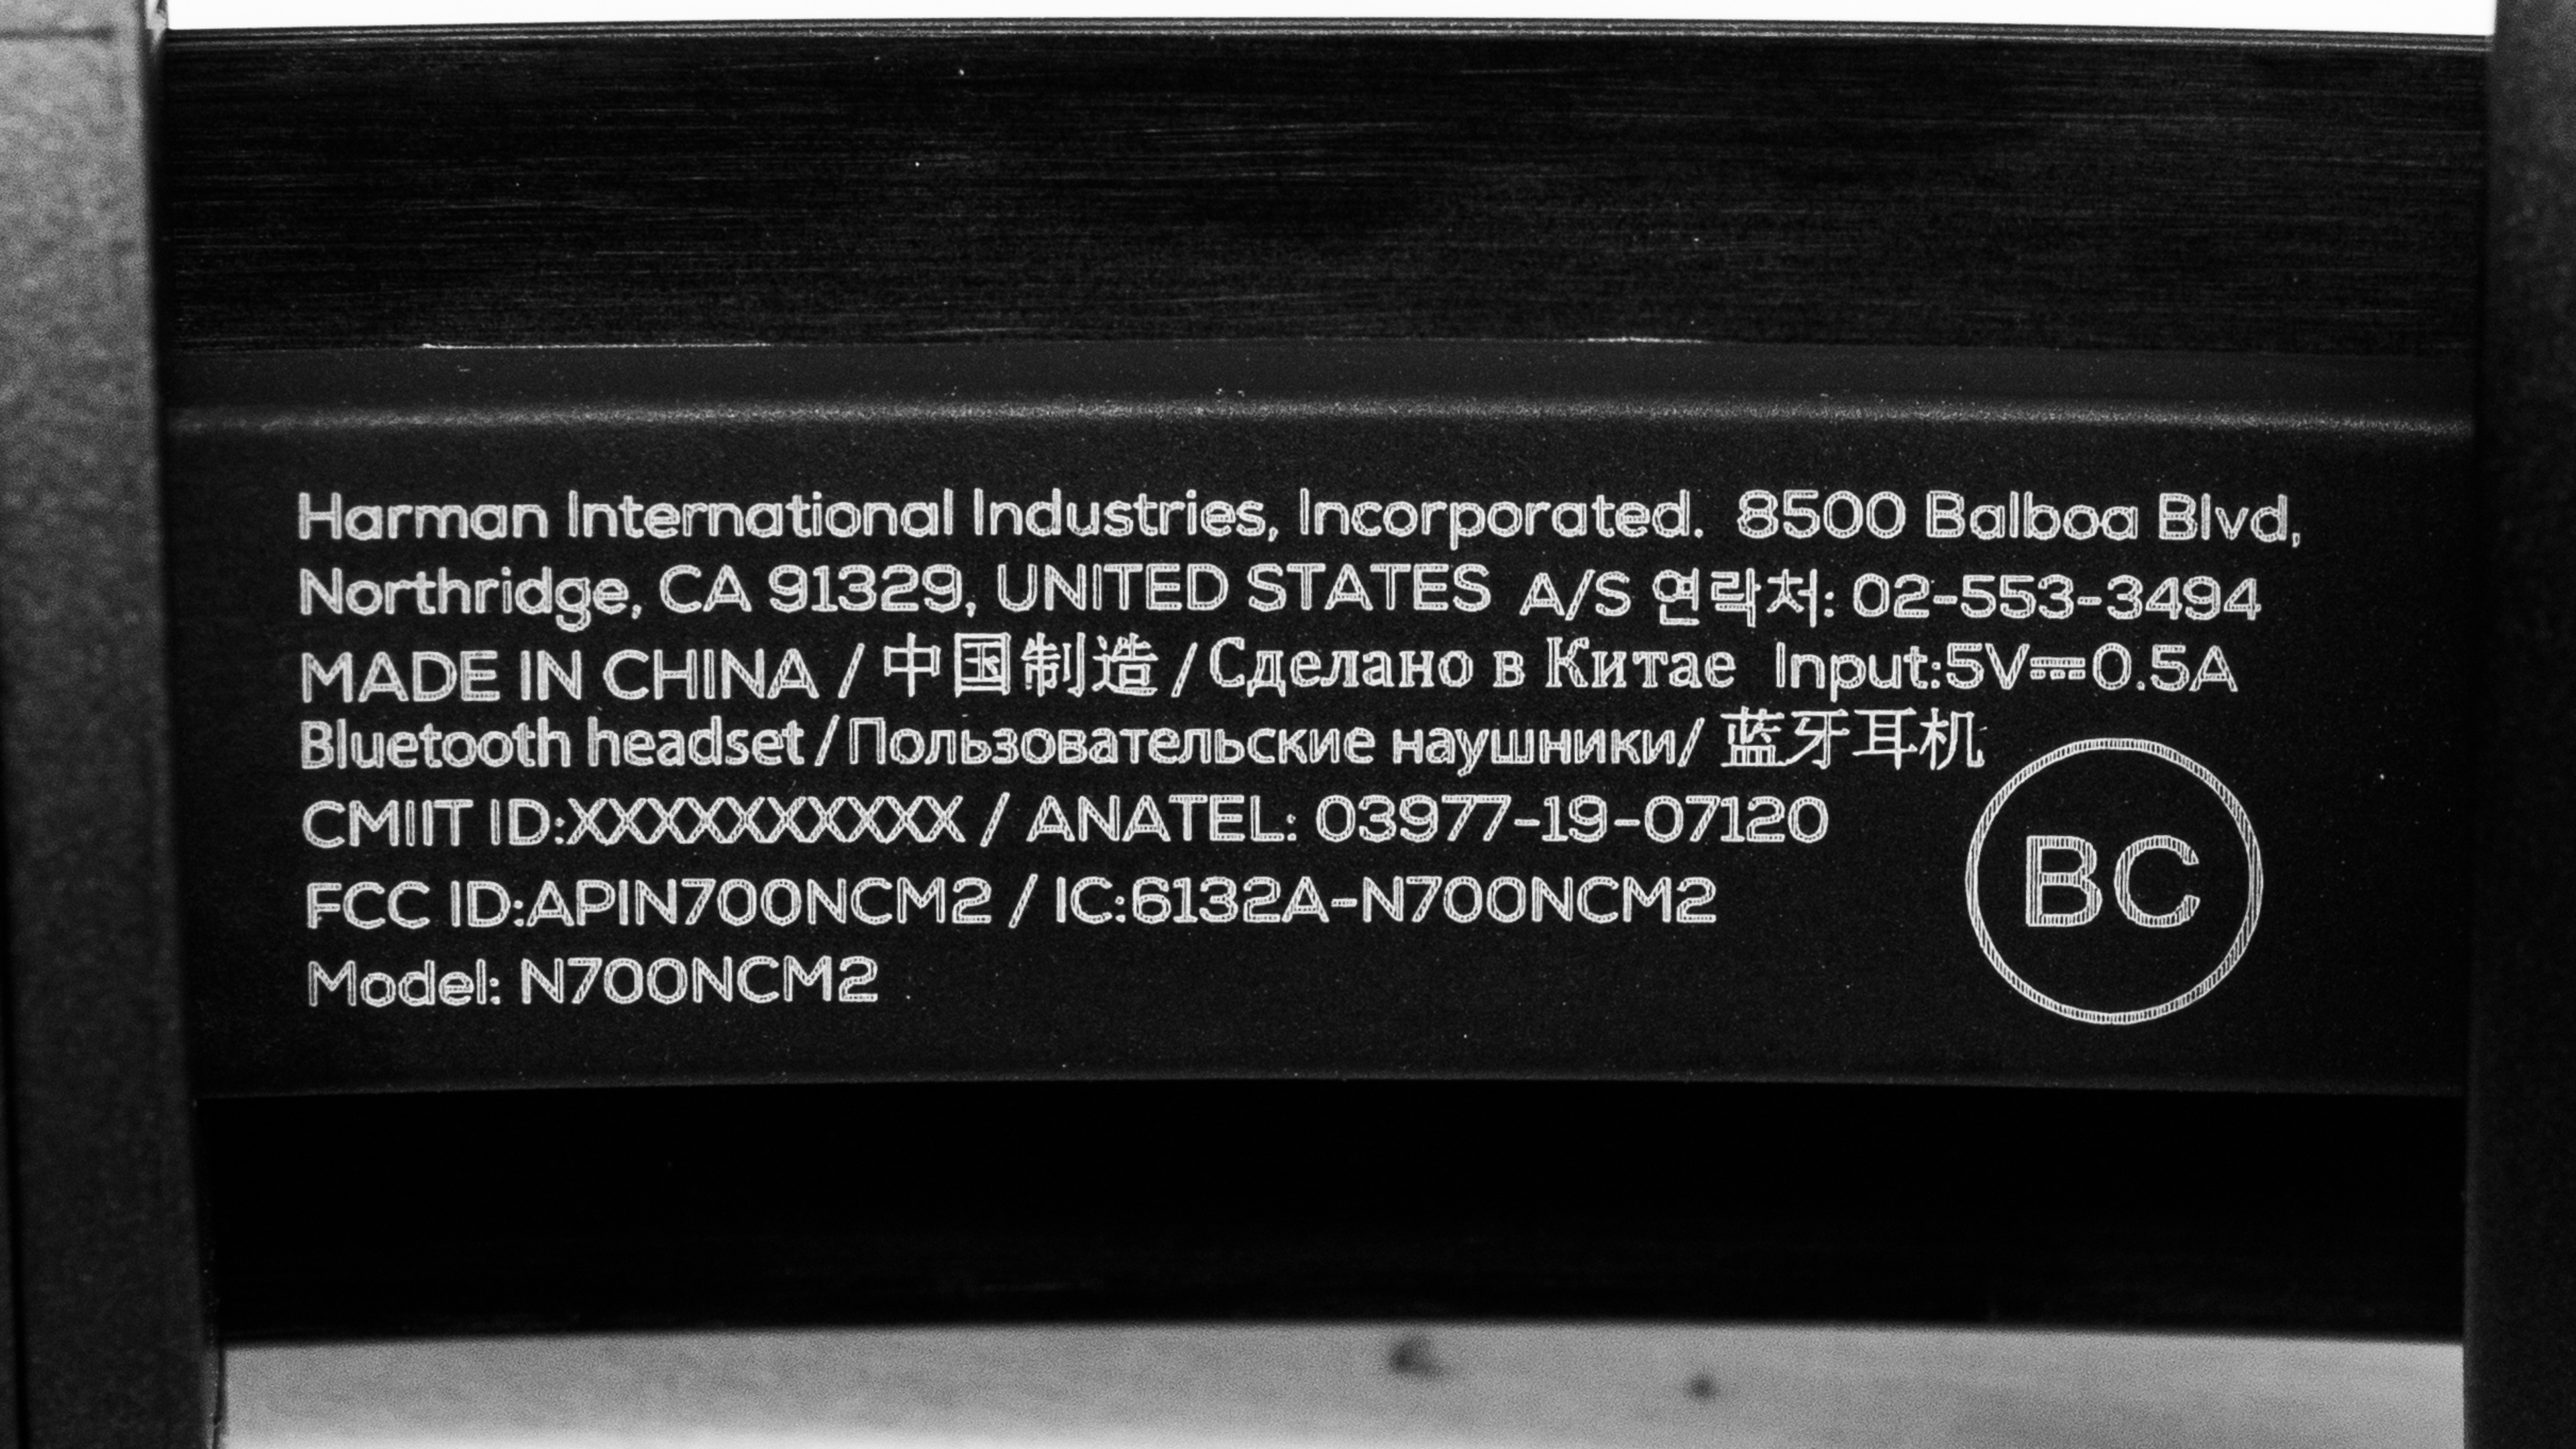 Harman International Industries, Incorporated. 8500 Balboa Blvd,
Northridge, CA 91329, UNITED STATES A/S 연락처: 02-553-3494
MADE IN CHINA / 中国制造 / Сделано в Китае Input:5V⎓0.5A
Bluetooth headset/Пользовательские наушники/ 蓝牙耳机
CMIIT ID:XXXXXXXXXX / ANATEL: 03977-19-07120
FCC ID:APIN700NCM2 / IC:6132A-N700NCM2
Model: N700NCM2
BC